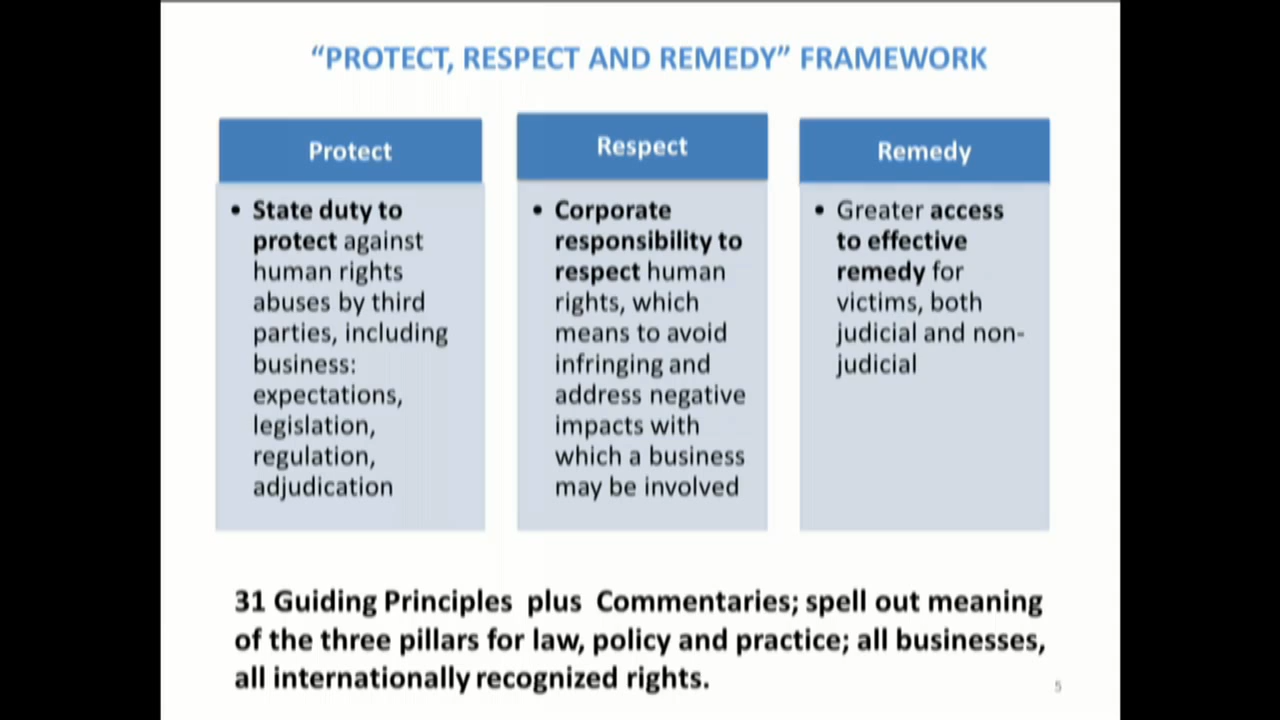 “PROTECT, RESPECT AND REMEDY” FRAMEWORK
Protect
• State duty to
protect against
human rights
abuses by third
parties, including
business:
expectations,
legislation,
regulation,
adjudication
Respect
• Corporate
responsibility to
respect human
rights, which
means to avoid
infringing and
address negative
impacts with
which a business
may be involved
Remedy
• Greater access
to effective
remedy for
victims, both
judicial and non-
judicial
31 Guiding Principles plus Commentaries; spell out meaning
of the three pillars for law, policy and practice; all businesses,
all internationally recognized rights.
5